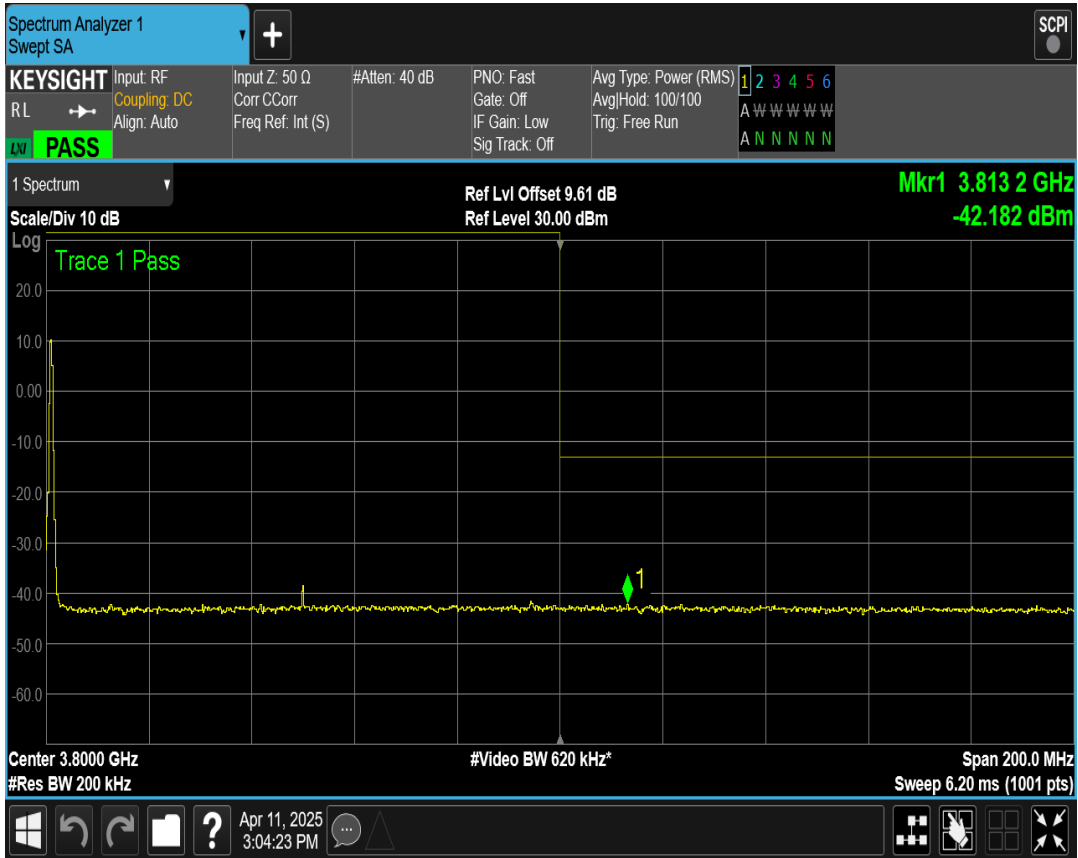 Spectrum Analyzer 1
Swept SA
+
SCPI
KEYSIGHT
RL
LXI PASS
Input: RF
Coupling: DC
Align: Auto
Input Z: 50 Ω
Corr CCorr
Freq Ref: Int (S)
#Atten: 40 dB
PNO: Fast
Gate: Off
IF Gain: Low
Sig Track: Off
Avg Type: Power (RMS)
Avg|Hold: 100/100
Trig: Free Run
1 2 3 4 5 6
A W W W W W
A N N N N N
1 Spectrum
Scale/Div 10 dB
Ref Lvl Offset 9.61 dB
Ref Level 30.00 dBm
Mkr1 3.813 2 GHz
-42.182 dBm
Log
Trace 1 Pass
20.0
10.0
0.00
-10.0
-20.0
-30.0
-40.0
1
-50.0
-60.0
Center 3.8000 GHz
#Res BW 200 kHz
#Video BW 620 kHz*
Span 200.0 MHz
Sweep 6.20 ms (1001 pts)
?
Apr 11, 2025
3:04:23 PM